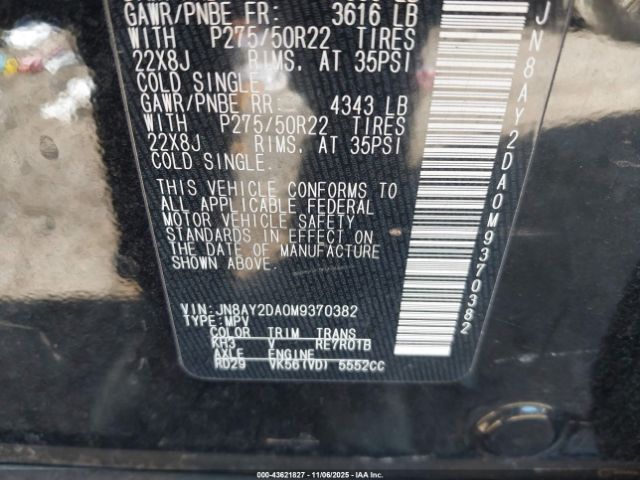 GAWR/PNBE FR: 3616 LB
WITH P275/50R22 TIRES
22X8J RIMS, AT 35PSI
COLD SINGLE.
GAWR/PNBE RR: 4343 LB
WITH P275/50R22 TIRES
22X8J RIMS, AT 35PSI
COLD SINGLE.
THIS VEHICLE CONFORMS TO
ALL APPLICABLE FEDERAL
MOTOR VEHICLE SAFETY
STANDARDS IN EFFECT ON
THE DATE OF MANUFACTURE
SHOWN ABOVE.
VIN: JN8AY2DA0M9370382
TYPE: MPV
COLOR TRIM TRANS
KH3 V RE7R01B
AXLE ENGINE
RD29 VK56(VD) 5552CC
JN8AY2DA0M9370382
000-43621827 - 11/06/2025 - IAAI.COM